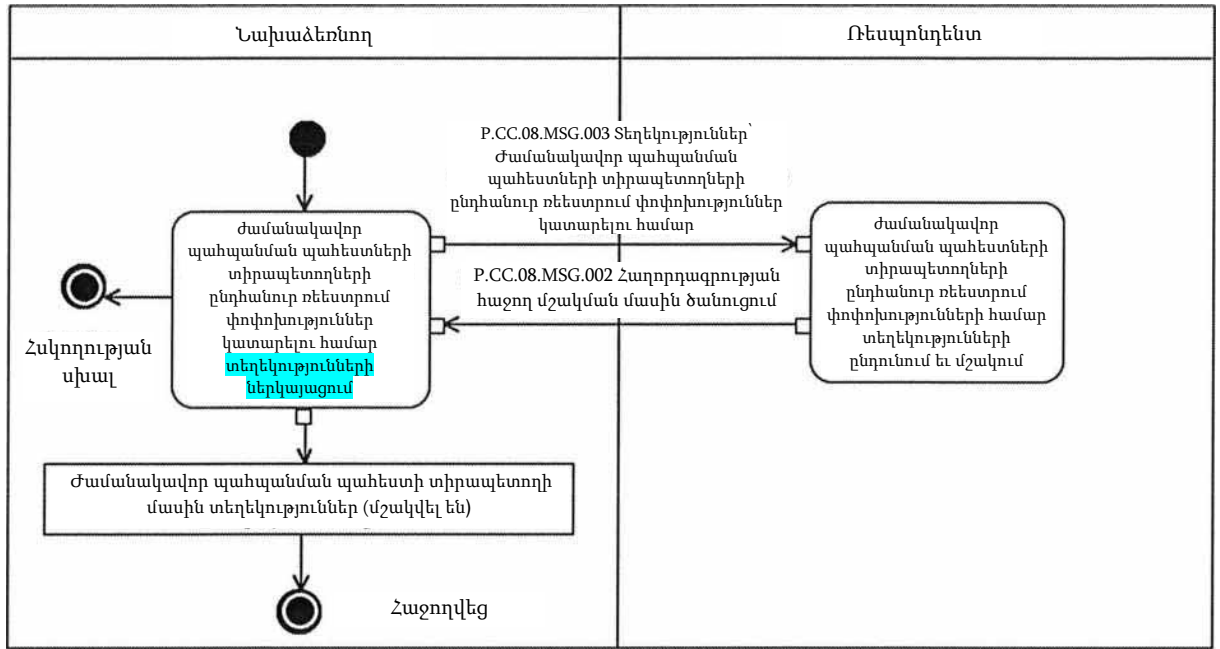 Նախաձեռնող
Ռեսպոնդենտ
P.CC.08.MSG.003 Տեղեկություններ՝
Ժամանակավոր պահպանման
պահեստների տիրապետողների
ընդհանուր ռեեստրում փոփոխություններ
կատարելու համար
ժամանակավոր
պահպանման պահեստների
տիրապետողների
ընդհանուր ռեեստրում
փոփոխություններ
կատարելու համար
տեղեկությունների
ներկայացում
ժամանակավոր
պահպանման պահեստների
տիրապետողների
ընդհանուր ռեեստրում
փոփոխությունների համար
տեղեկությունների
ընդունում եւ մշակում
P.CC.08.MSG.002 Հաղորդագրության
հաջող մշակման մասին ծանուցում
Հսկողության
սխալ
Ժամանակավոր պահպանման պահեստի տիրապետողի
մասին տեղեկություններ (մշակվել են)
Հաջողվեց